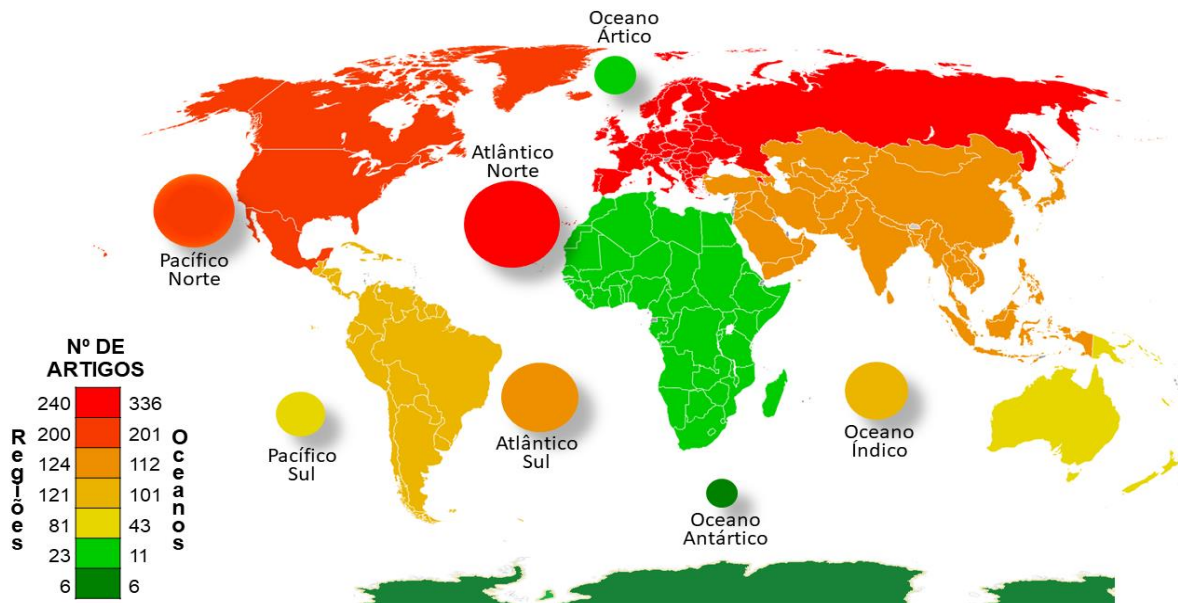 Oceano
Ártico
Atlântico
Norte
Pacífico
Norte
Pacífico
Sul
Atlântico
Sul
Oceano
Índico
Oceano
Antártico
Nº DE
ARTIGOS
Regiões
Oceanos
240 336
200 201
124 112
121 101
81 43
23 11
6 6